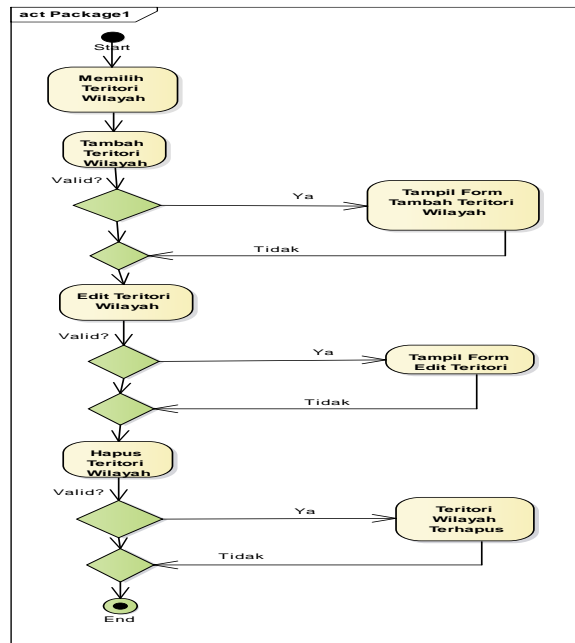 act Package1
Start
Memilih
Teritori
Wilayah
Tambah
Teritori
Wilayah
Valid?
Ya
Tampil Form
Tambah Teritori
Wilayah
Tidak
Edit Teritori
Wilayah
Valid?
Ya
Tampil Form
Edit Teritori
Tidak
Hapus
Teritori
Wilayah
Valid?
Ya
Teritori
Wilayah
Terhapus
Tidak
End